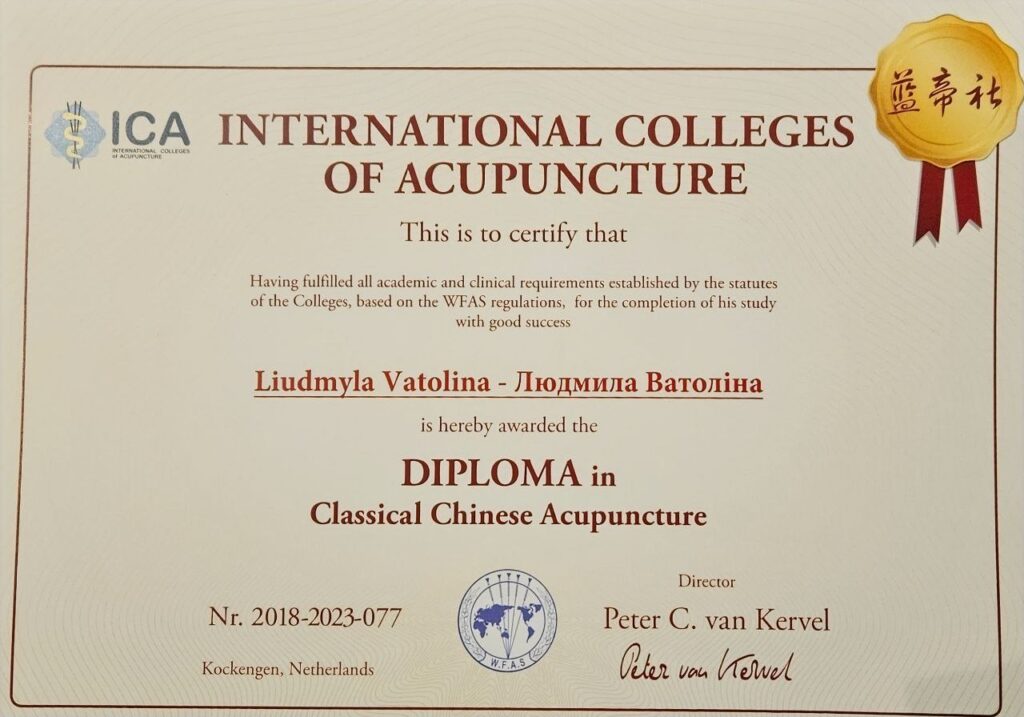 ICA
INTERNATIONAL COLLEGES
of ACUPUNCTURE
INTERNATIONAL COLLEGES
OF ACUPUNCTURE
蓝帝社
This is to certify that
Having fulfilled all academic and clinical requirements established by the statutes
of the Colleges, based on the WFAS regulations, for the completion of his study
with good success
Liudmyla Vatolina - Людмила Ватоліна
is hereby awarded the
DIPLOMA in
Classical Chinese Acupuncture
Director
Nr. 2018-2023-077
Peter C. van Kervel
W.F.A.S
Kockengen, Netherlands
Peter van Kervel